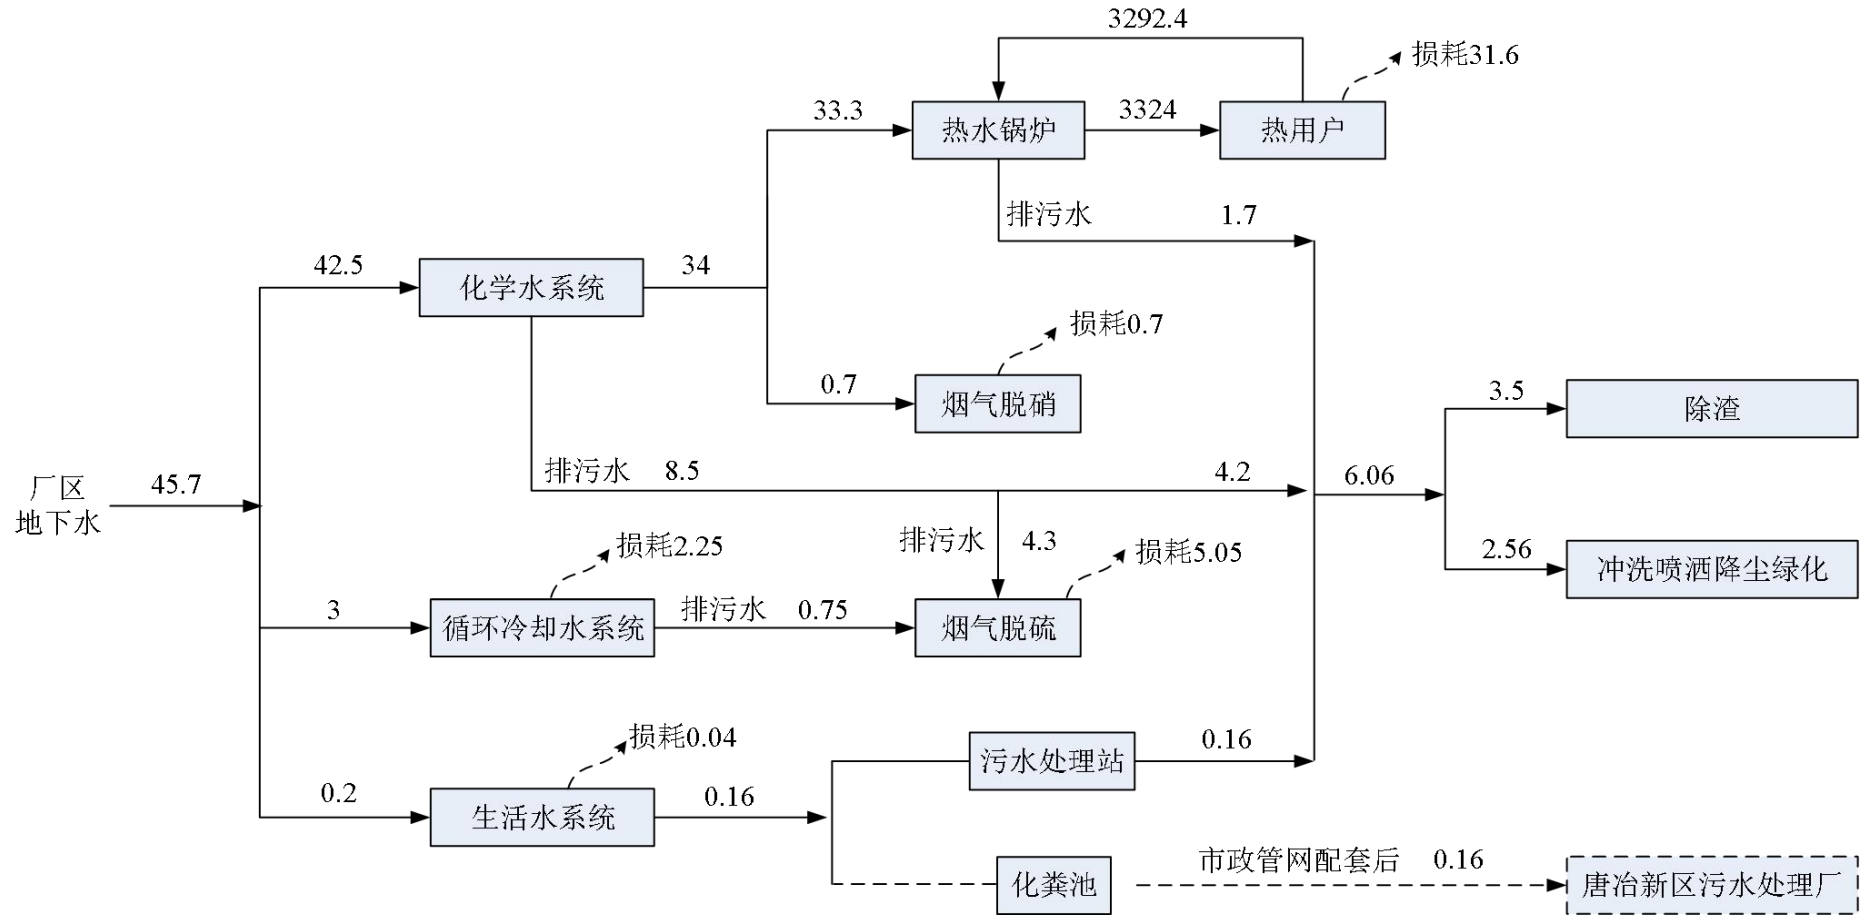 3292.4
损耗31.6
33.3
热水锅炉
3324
热用户
排污水
1.7
42.5
化学水系统
34
损耗0.7
0.7
烟气脱硝
3.5
除渣
厂区
地下水
45.7
排污水
8.5
4.2
6.06
排污水
4.3
损耗2.25
损耗5.05
2.56
冲洗喷洒降尘绿化
3
循环冷却水系统
排污水
0.75
烟气脱硫
损耗0.04
0.2
生活水系统
0.16
污水处理站
0.16
化粪池
市政管网配套后
0.16
唐冶新区污水处理厂